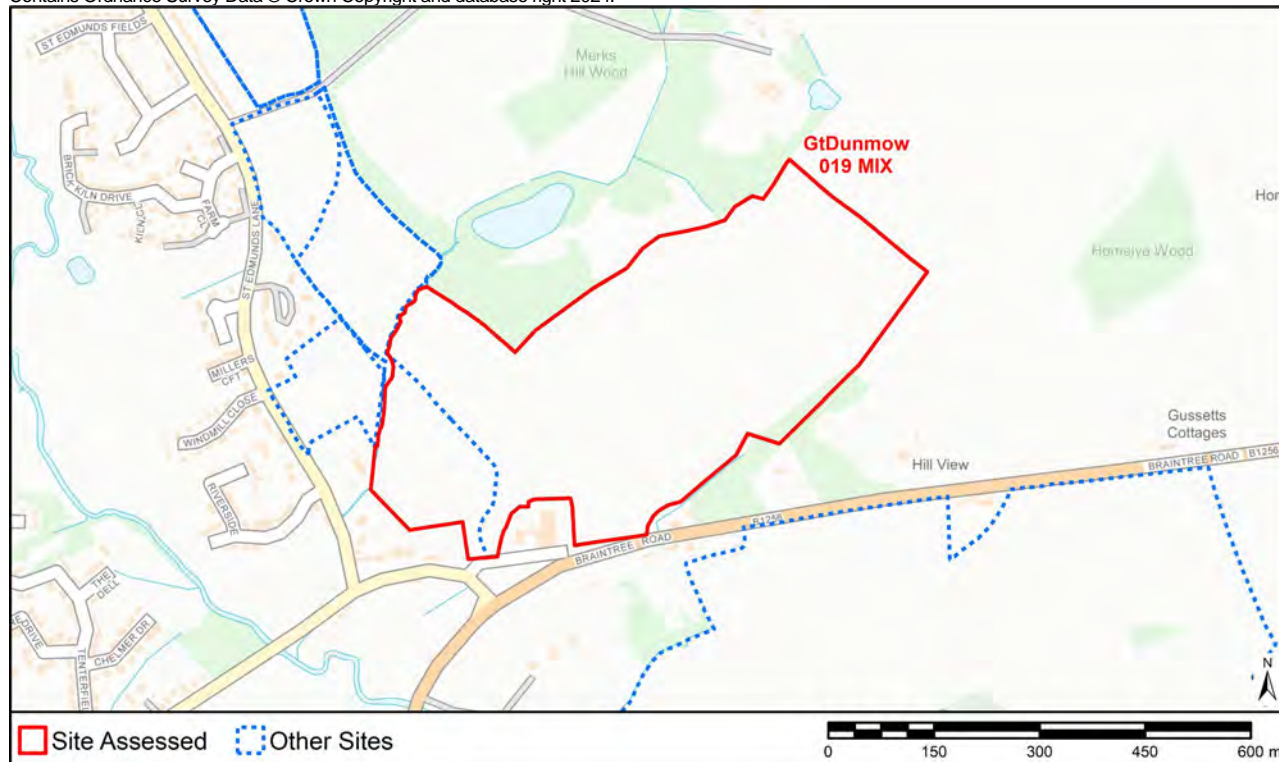 Contains Ordnance Survey Data © Crown Copyright and database right 2024.
ST EDMUNDS FIELDS
Merks
Hill Wood
GtDunmow
019 MIX
BRICK KILN DRIVE
FARM
CL
ST EDMUNDS LANE
Homelye Wood
MILLERS
CFT
WINDMILL CLOSE
Gussetts
Cottages
Hill View
BRAINTREE ROAD
B1256
RIVERSIDE
B1256
BRAINTREE ROAD
THE
DELL
CHELMER DR
N
Site Assessed
Other Sites
0
150
300
450
600 m